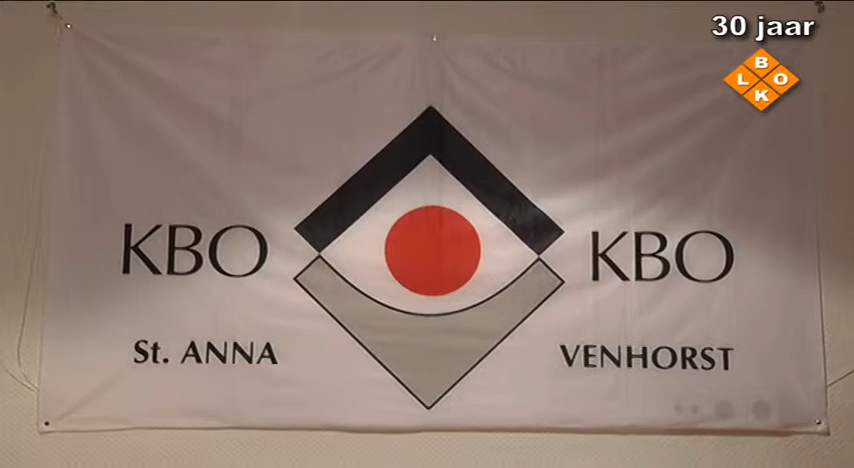 30 jaar
B
L O
K
KBO KBO
St. ANNA VENHORST